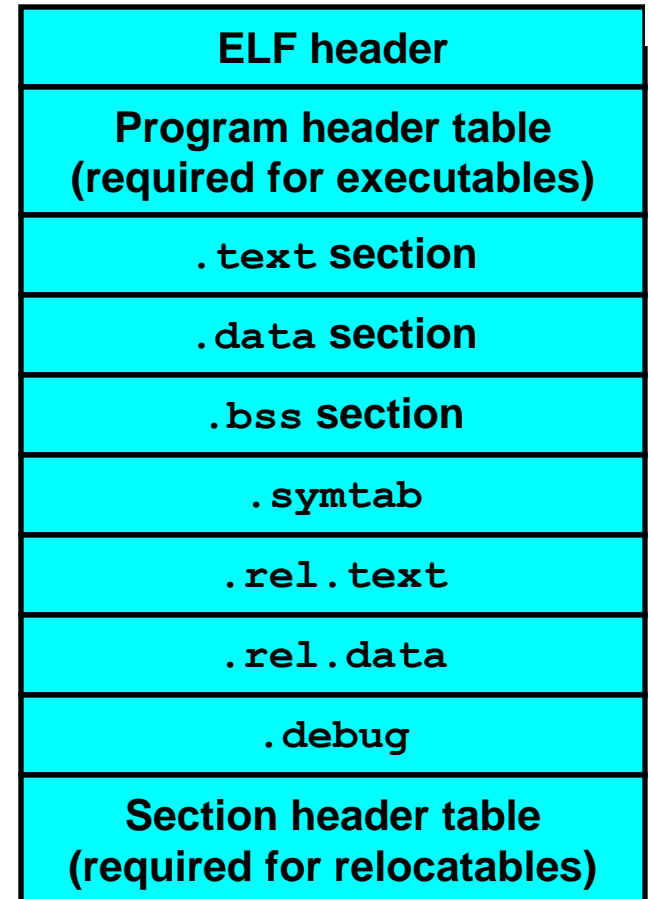 ELF header
Program header table
(required for executables)
.text section
.data section
.bss section
.symtab
.rel.text
.rel.data
.debug
Section header table
(required for relocatables)